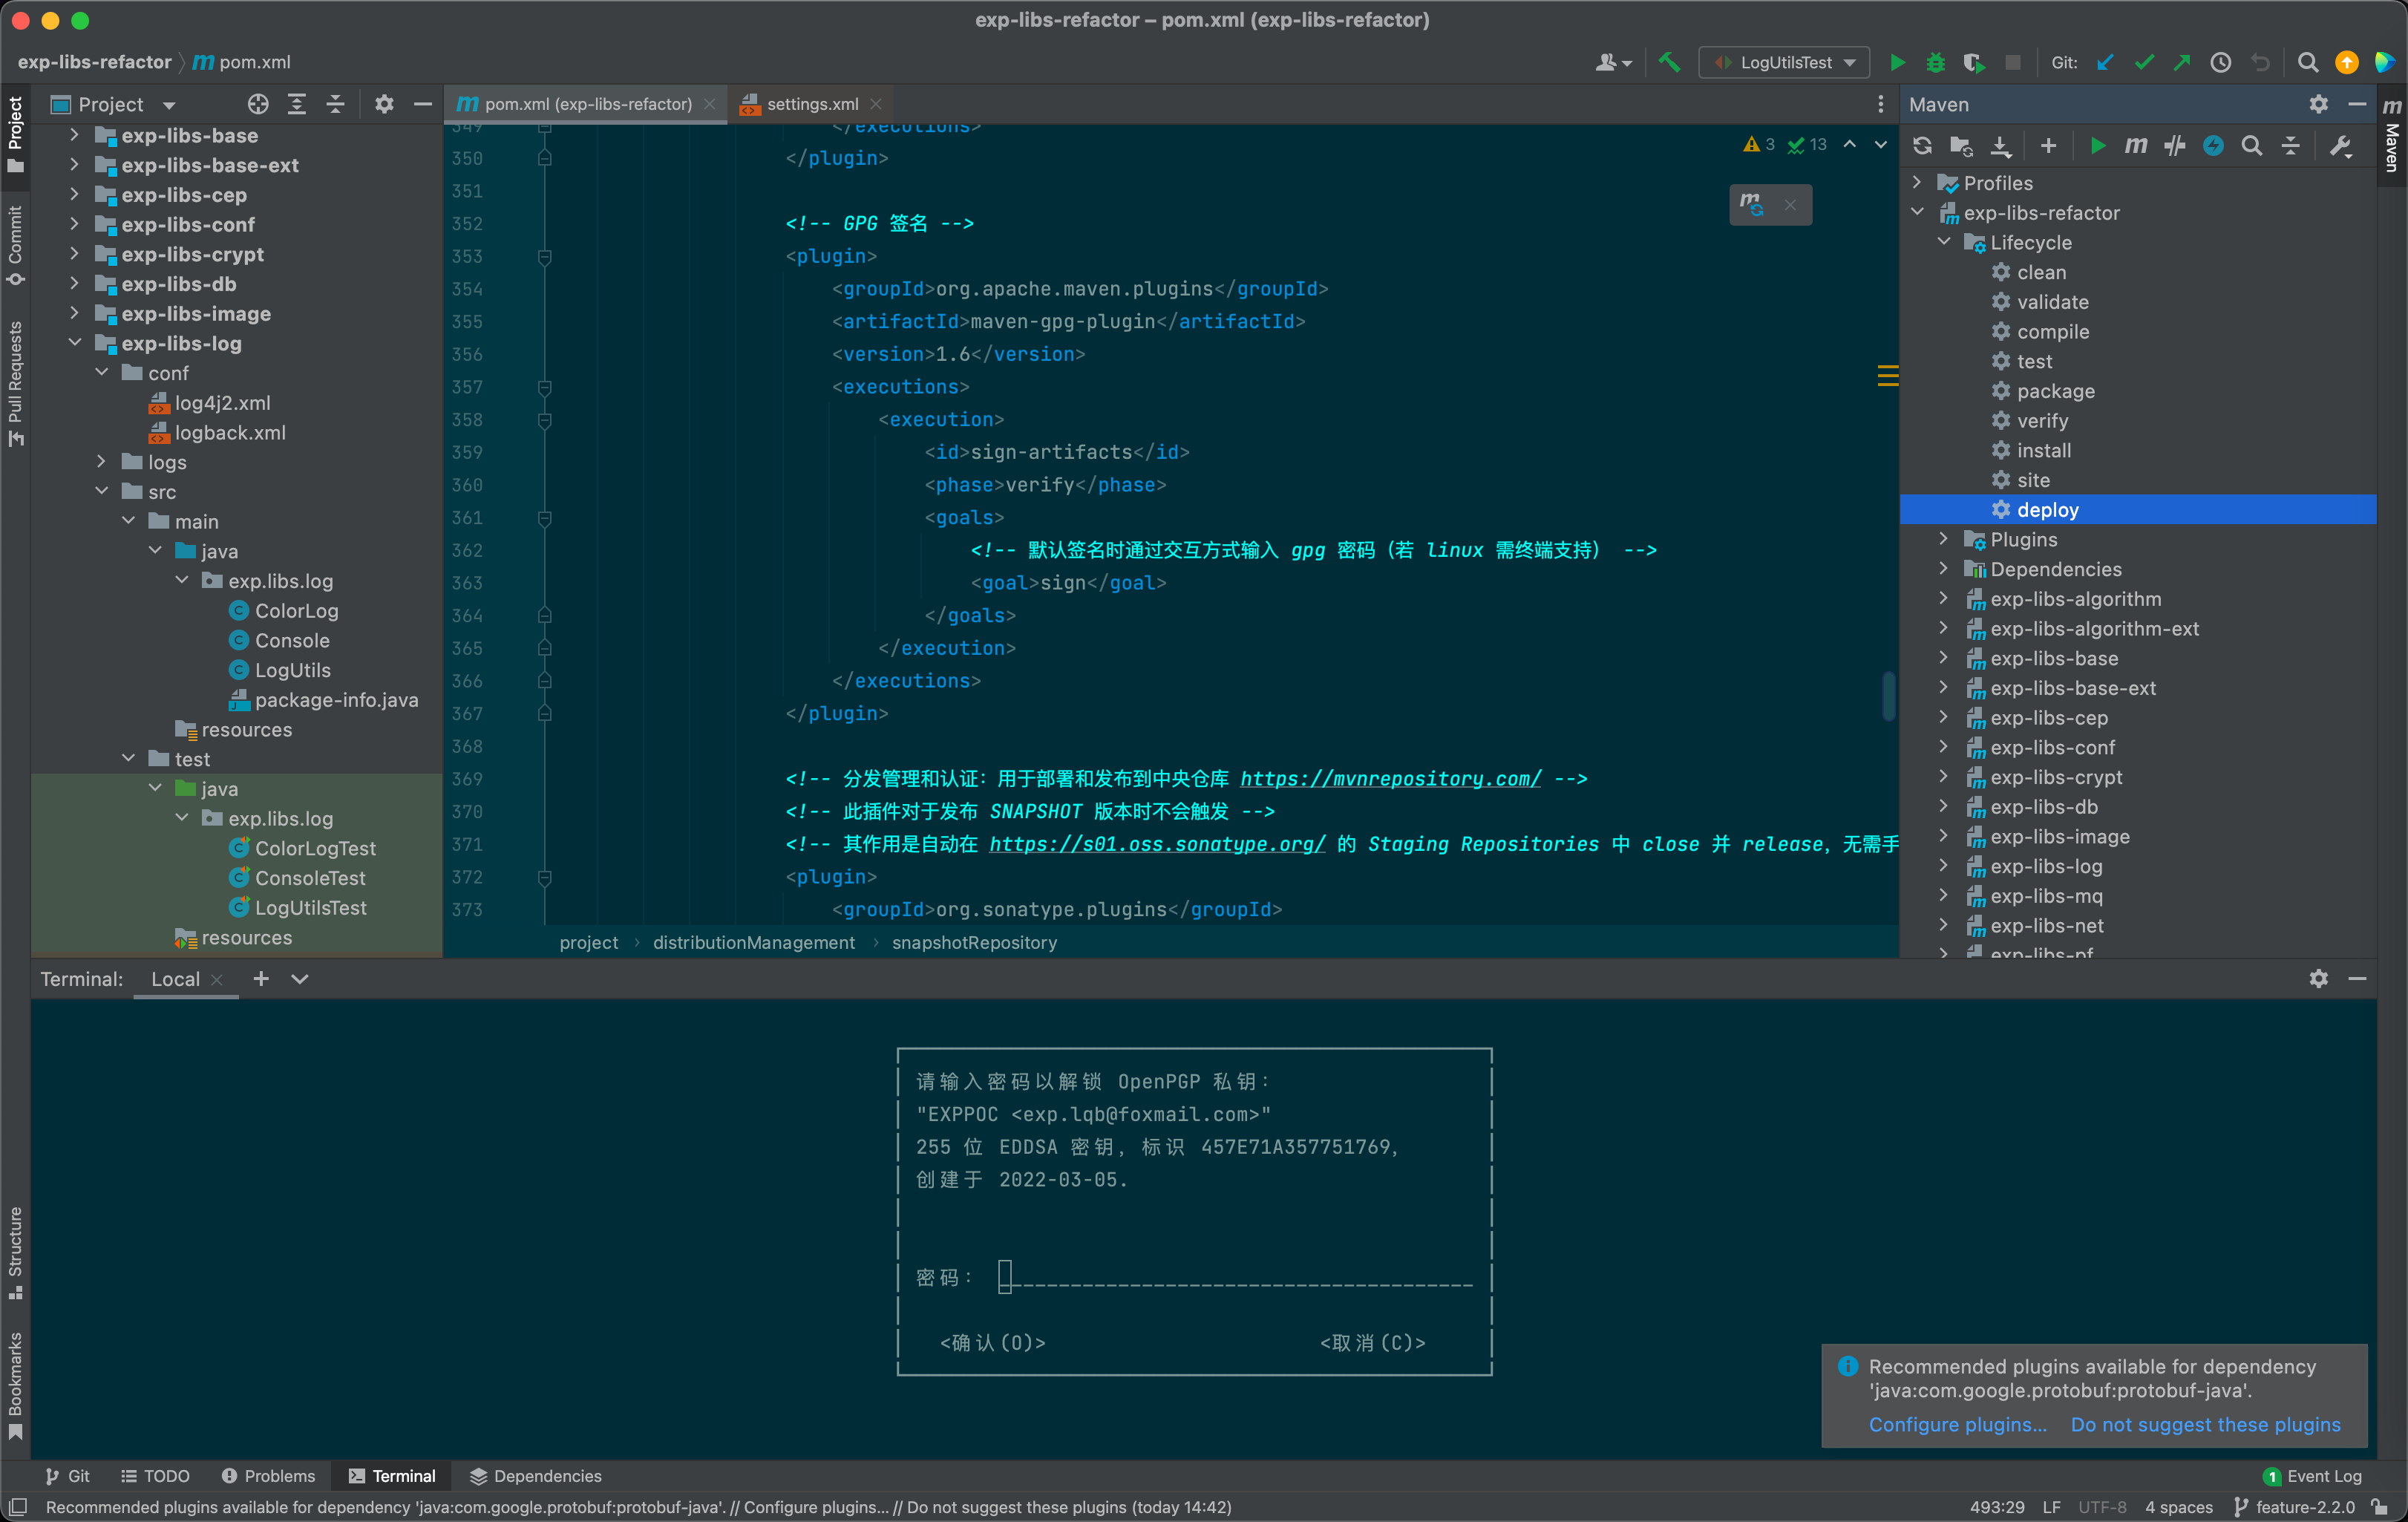 exp-libs-refactor – pom.xml (exp-libs-refactor)
exp-libs-refactor
pom.xml
LogUtilsTest
Git:
Project
pom.xml (exp-libs-refactor)
settings.xml
Maven
Project
Commit
Pull Requests
Structure
Bookmarks
Maven
exp-libs-base
exp-libs-base-ext
exp-libs-cep
exp-libs-conf
exp-libs-crypt
exp-libs-db
exp-libs-image
exp-libs-log
conf
log4j2.xml
logback.xml
logs
src
main
java
exp.libs.log
ColorLog
Console
LogUtils
package-info.java
resources
test
java
exp.libs.log
ColorLogTest
ConsoleTest
LogUtilsTest
resources
3 13
349 </executions>
350 </plugin>
351
352 <!-- GPG 签名 -->
353 <plugin>
354 <groupId>org.apache.maven.plugins</groupId>
355 <artifactId>maven-gpg-plugin</artifactId>
356 <version>1.6</version>
357 <executions>
358 <execution>
359 <id>sign-artifacts</id>
360 <phase>verify</phase>
361 <goals>
362 <!-- 默认签名时通过交互方式输入 gpg 密码（若 linux 需终端支持） -->
363 <goal>sign</goal>
364 </goals>
365 </execution>
366 </executions>
367 </plugin>
368
369 <!-- 分发管理和认证：用于部署和发布到中央仓库 https://mvnrepository.com/ -->
370 <!-- 此插件对于发布 SNAPSHOT 版本时不会触发 -->
371 <!-- 其作用是自动在 https://s01.oss.sonatype.org/ 的 Staging Repositories 中 close 并 release，无需手
372 <plugin>
373 <groupId>org.sonatype.plugins</groupId>
project › distributionManagement › snapshotRepository
Profiles
exp-libs-refactor
Lifecycle
clean
validate
compile
test
package
verify
install
site
deploy
Plugins
Dependencies
exp-libs-algorithm
exp-libs-algorithm-ext
exp-libs-base
exp-libs-base-ext
exp-libs-cep
exp-libs-conf
exp-libs-crypt
exp-libs-db
exp-libs-image
exp-libs-log
exp-libs-mq
exp-libs-net
exp-libs-pf
Terminal: Local
请输入密码以解锁 OpenPGP 私钥：
"EXPPOC <exp.lqb@foxmail.com>"
255 位 EDDSA 密钥，标识 457E71A357751769，
创建于 2022-03-05.
密码： ________________________________________
<确认(O)> <取消(C)>
Recommended plugins available for dependency
'java:com.google.protobuf:protobuf-java'.
Configure plugins... Do not suggest these plugins
Git TODO Problems Terminal Dependencies
1 Event Log
Recommended plugins available for dependency 'java:com.google.protobuf:protobuf-java'. // Configure plugins... // Do not suggest these plugins (today 14:42)
493:29 LF UTF-8 4 spaces feature-2.2.0